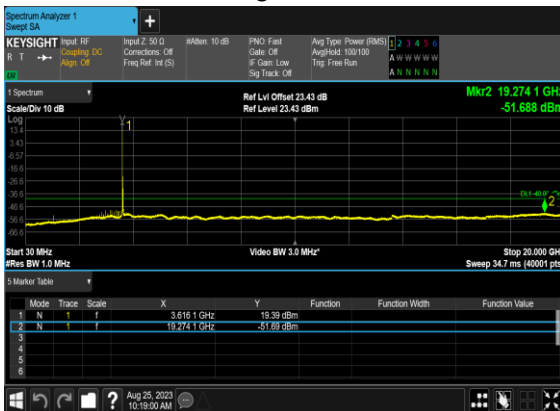 Spectrum Analyzer 1
Swept SA
KEYSIGHT Input: RF Input Z: 50 Ω #Atten: 10 dB PNO: Fast Avg Type: Power (RMS) 1 2 3 4 5 6
R T Coupling: DC Corrections: Off Gate: Off Avg|Hold: 100/100 A W W W W W
Align: Off Freq Ref: Int (S) IF Gain: Low Trig: Free Run
Sig Track: Off A N N N N N
LV
1 Spectrum Ref Lvl Offset 23.43 dB Mkr2 19.274 1 GHz
Scale/Div 10 dB Ref Level 23.43 dBm -51.688 dBm
Log
1
13.4
3.43
-6.57
-16.6
-26.6
-36.6
2
-46.6
-56.6
-66.6
Start 30 MHz Video BW 3.0 MHz* Stop 20.000 GH
#Res BW 1.0 MHz Sweep 34.7 ms (40001 pts
5 Marker Table
Mode Trace Scale X Y Function Function Width Function Value
1 N 1 f 3.616 1 GHz 19.39 dBm
2 N 1 f 19.274 1 GHz -51.69 dBm
3
4
5
6
? Aug 25, 2023
10:19:00 AM